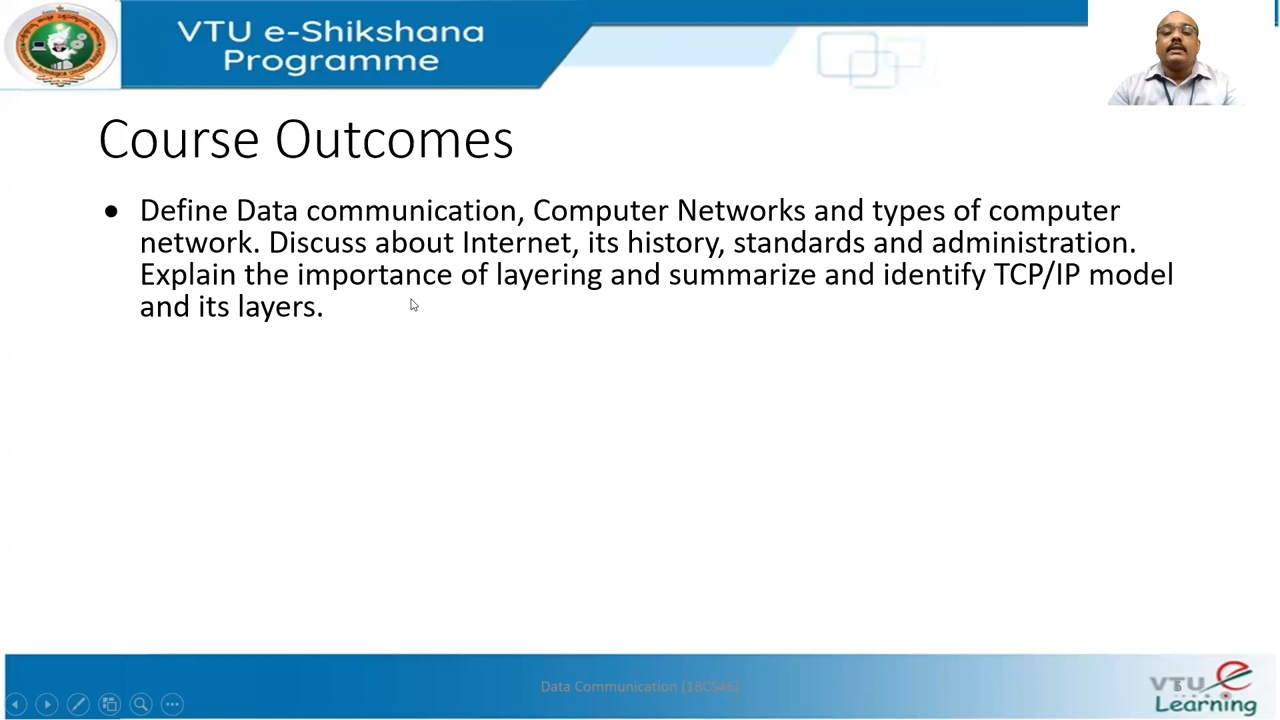 VTU e-Shikshana
Programme
Course Outcomes
● Define Data communication, Computer Networks and types of computer
network. Discuss about Internet, its history, standards and administration.
Explain the importance of layering and summarize and identify TCP/IP model
and its layers.
Data Communication [18CS46]
VTU e
Learning